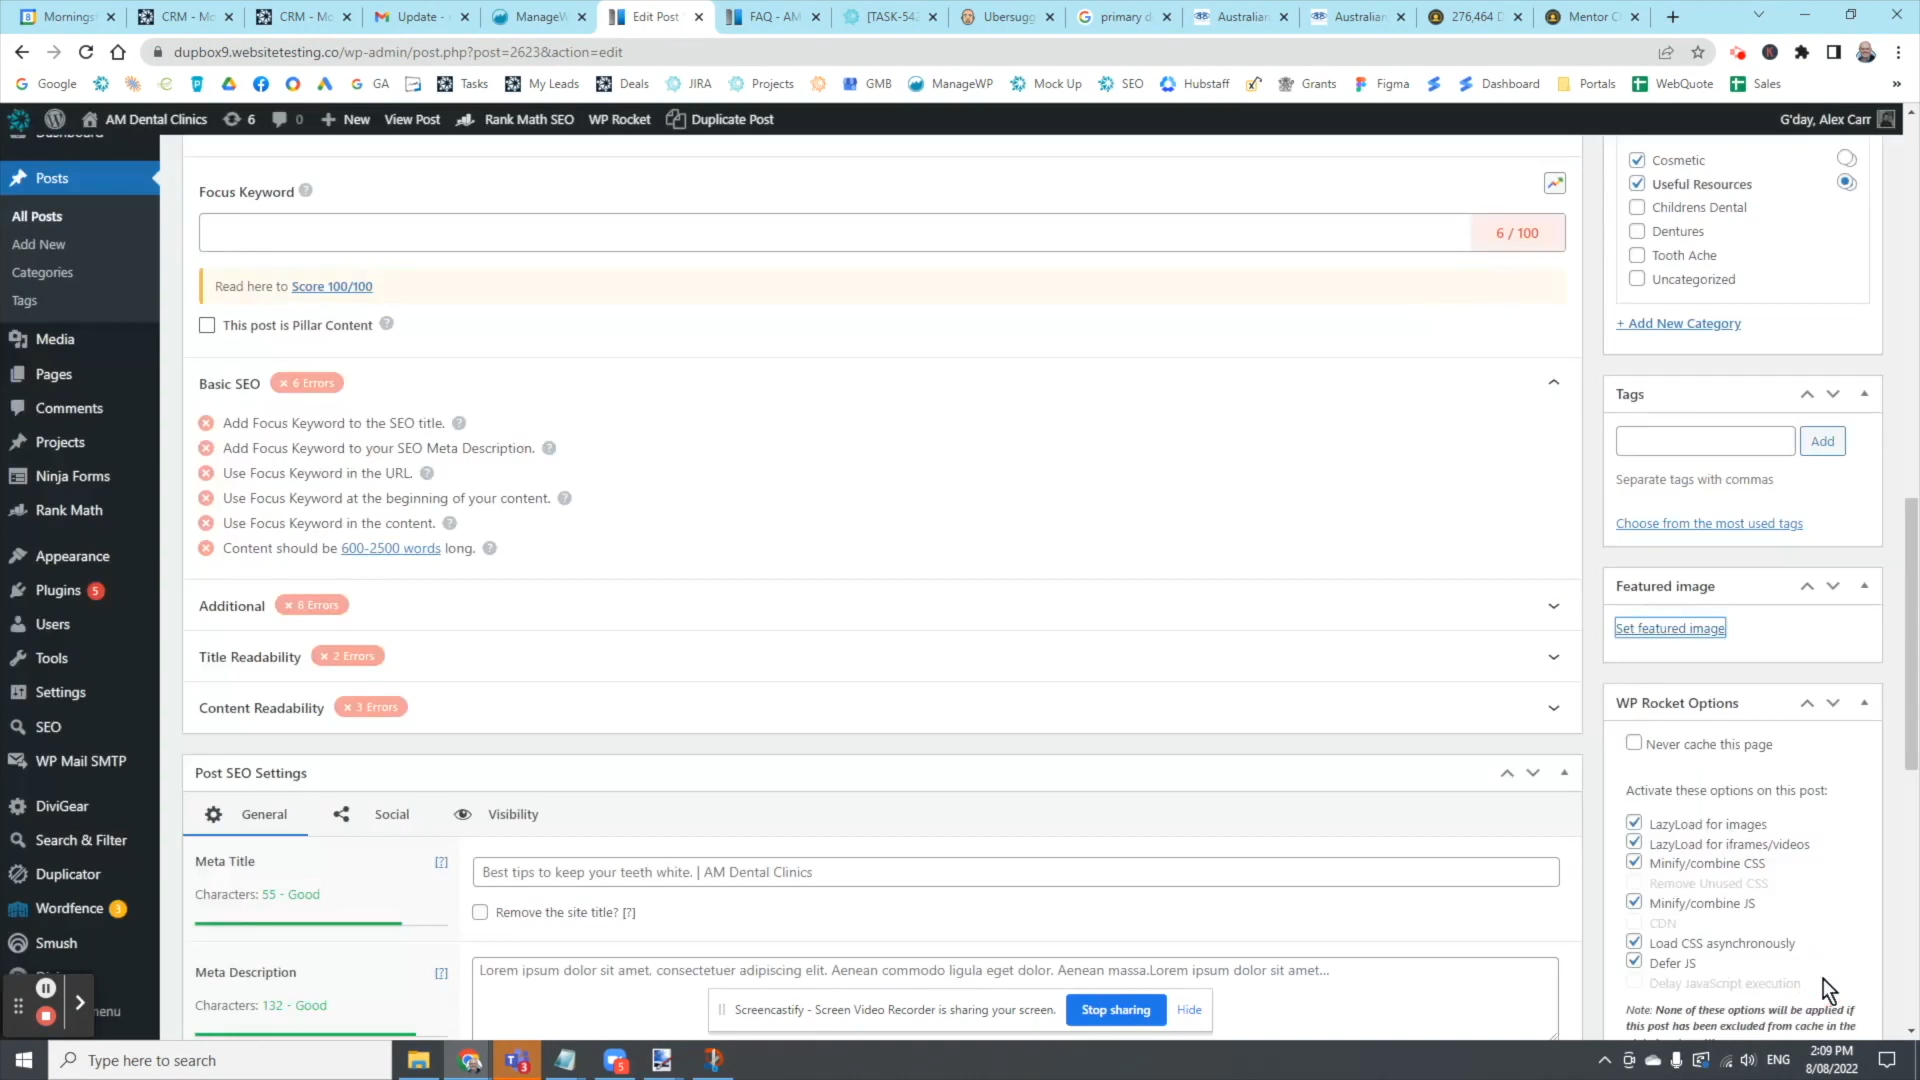 Mornings
CRM - Mo
CRM - Mo
Update -
ManageW
Edit Post
FAQ - AM
[TASK-542
Ubersugg
primary d
Australian
Australian
276,464 D
Mentor C
dupbox9.websitetesting.co/wp-admin/post.php?post=2623&action=edit
Google
GA
Tasks
My Leads
Deals
JIRA
Projects
GMB
ManageWP
Mock Up
SEO
Hubstaff
Grants
Figma
Dashboard
Portals
WebQuote
Sales
AM Dental Clinics
6
0
New
View Post
Rank Math SEO
WP Rocket
Duplicate Post
G'day, Alex Carr
Dashboard
Posts
All Posts
Add New
Categories
Tags
Media
Pages
Comments
Projects
Ninja Forms
Rank Math
Appearance
Plugins 5
Users
Tools
Settings
SEO
WP Mail SMTP
DiviGear
Search & Filter
Duplicator
Wordfence 3
Smush
enu
Focus Keyword
6 / 100
Read here to Score 100/100
This post is Pillar Content
Basic SEO × 6 Errors
Add Focus Keyword to the SEO title.
Add Focus Keyword to your SEO Meta Description.
Use Focus Keyword in the URL.
Use Focus Keyword at the beginning of your content.
Use Focus Keyword in the content.
Content should be 600-2500 words long.
Additional × 8 Errors
Title Readability × 2 Errors
Content Readability × 3 Errors
Post SEO Settings
General
Social
Visibility
Meta Title [?]
Characters: 55 - Good
Best tips to keep your teeth white. | AM Dental Clinics
Remove the site title? [?]
Meta Description [?]
Characters: 132 - Good
Lorem ipsum dolor sit amet, consectetuer adipiscing elit. Aenean commodo ligula eget dolor. Aenean massa.Lorem ipsum dolor sit amet...
Screencastify - Screen Video Recorder is sharing your screen.
Stop sharing
Hide
Cosmetic
Useful Resources
Childrens Dental
Dentures
Tooth Ache
Uncategorized
+ Add New Category
Tags
Add
Separate tags with commas
Choose from the most used tags
Featured image
Set featured image
WP Rocket Options
Never cache this page
Activate these options on this post:
LazyLoad for images
LazyLoad for iframes/videos
Minify/combine CSS
Remove Unused CSS
Minify/combine JS
CDN
Load CSS asynchronously
Defer JS
Delay JavaScript execution
Note: None of these options will be applied if
this post has been excluded from cache in the
Type here to search
3
5
ENG
2:09 PM
8/08/2022